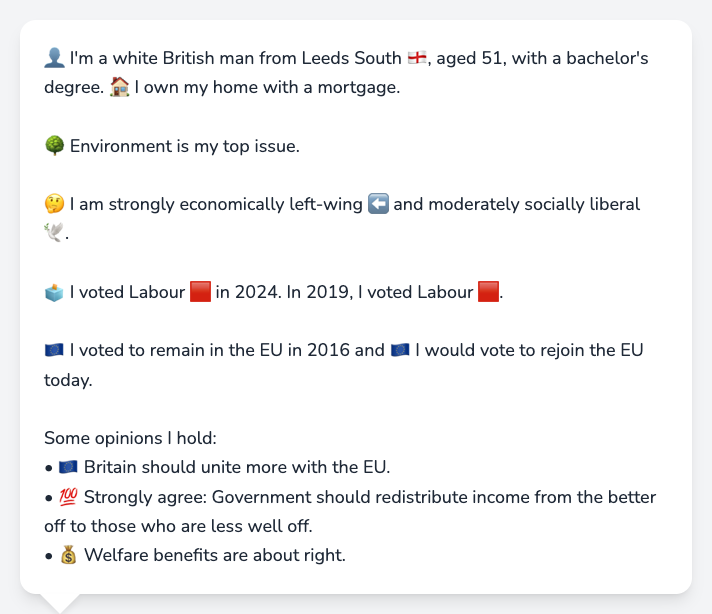 👤 I'm a white British man from Leeds South 🏴󠁧󠁢󠁥󠁮󠁧󠁿, aged 51, with a bachelor's
degree. 🏠 I own my home with a mortgage.
🌳 Environment is my top issue.
🤔 I am strongly economically left-wing ⬅️ and moderately socially liberal
🕊️.
🗳️ I voted Labour 🟥 in 2024. In 2019, I voted Labour 🟥.
🇪🇺 I voted to remain in the EU in 2016 and 🇪🇺 I would vote to rejoin the EU
today.
Some opinions I hold:
• 🇪🇺 Britain should unite more with the EU.
• 💯 Strongly agree: Government should redistribute income from the better
off to those who are less well off.
• 💰 Welfare benefits are about right.